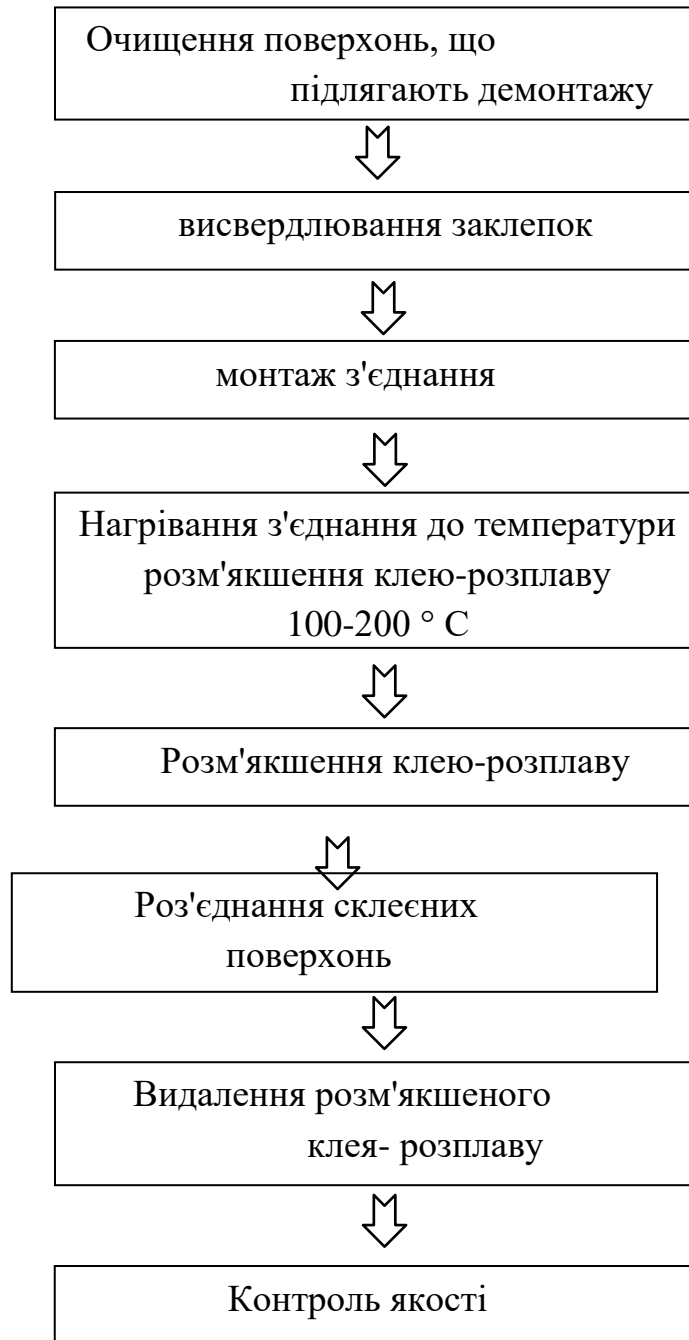 Очищення поверхонь, що
підлягають демонтажу
висвердлювання заклепок
монтаж з'єднання
Нагрівання з'єднання до температури
розм'якшення клею-розплаву
100-200 ° С
Розм'якшення клею-розплаву
Роз'єднання склеєних
поверхонь
Видалення розм'якшеного
клея- розплаву
Контроль якості